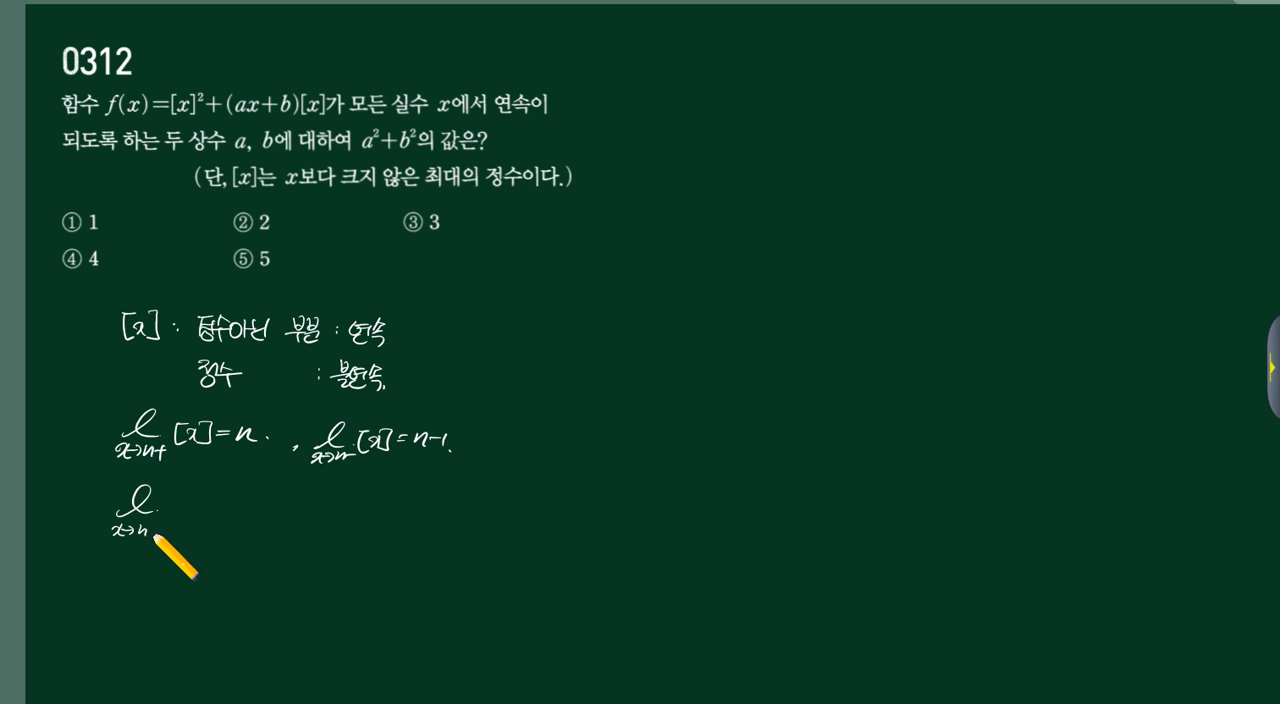 0312
함수 f(x)=[x]²+(ax+b)[x]가 모든 실수 x에서 연속이
되도록 하는 두 상수 a, b에 대하여 a²+b²의 값은?
(단, [x]는 x보다 크지 않은 최대의 정수이다.)
① 1 ② 2 ③ 3
④ 4 ⑤ 5
[x] : 정수아닌 부분 : 연속
정수 : 불연속.
l x→n+ [x]=n. , l x→n- [x]=n-1.
l x→n